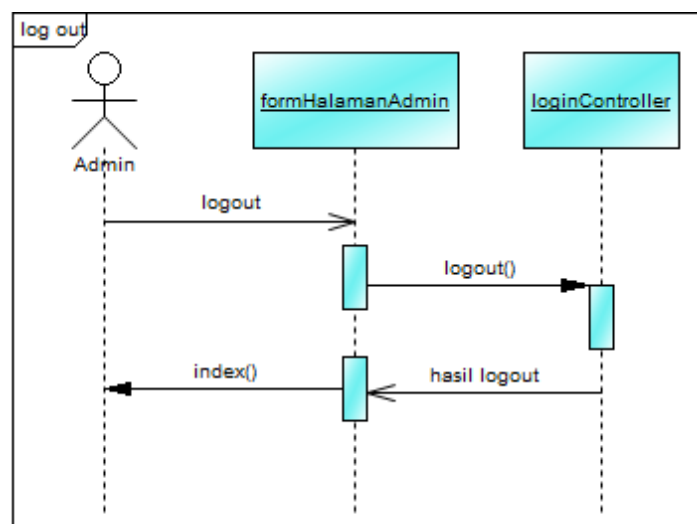 log out
formHalamanAdmin
loginController
Admin
logout
logout()
index()
hasil logout